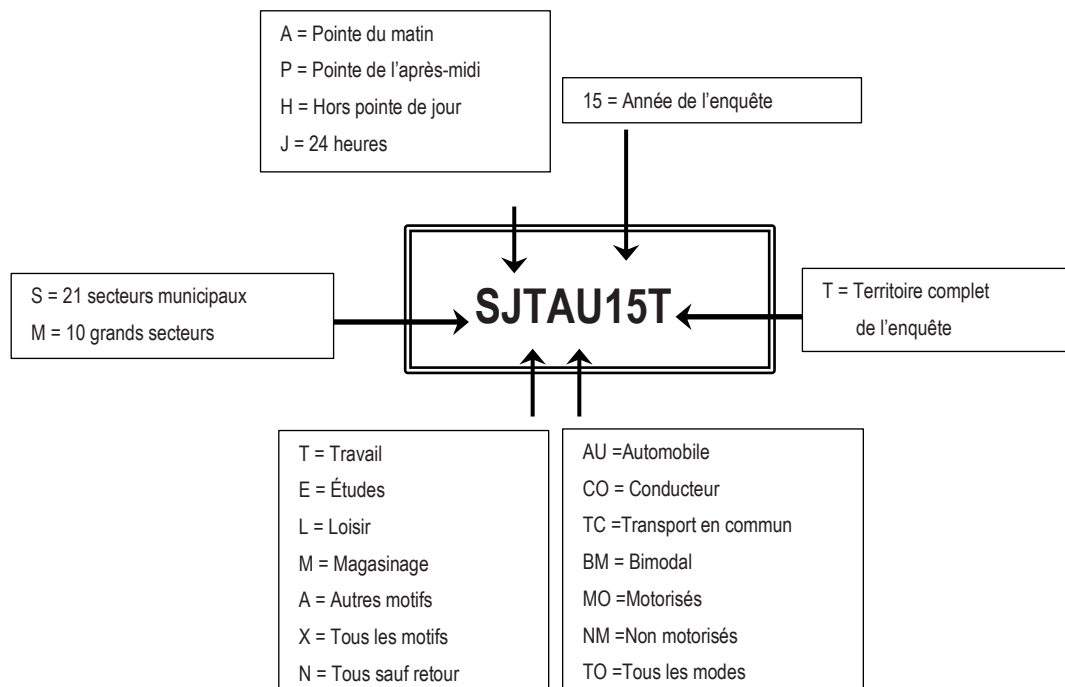 A = Pointe du matin
P = Pointe de l'après-midi
H = Hors pointe de jour
J = 24 heures
15 = Année de l'enquête
S = 21 secteurs municipaux
M = 10 grands secteurs
SJTAU15T
T = Territoire complet
de l'enquête
T = Travail
E = Études
L = Loisir
M = Magasinage
A = Autres motifs
X = Tous les motifs
N = Tous sauf retour
AU =Automobile
CO = Conducteur
TC =Transport en commun
BM = Bimodal
MO =Motorisés
NM =Non motorisés
TO =Tous les modes